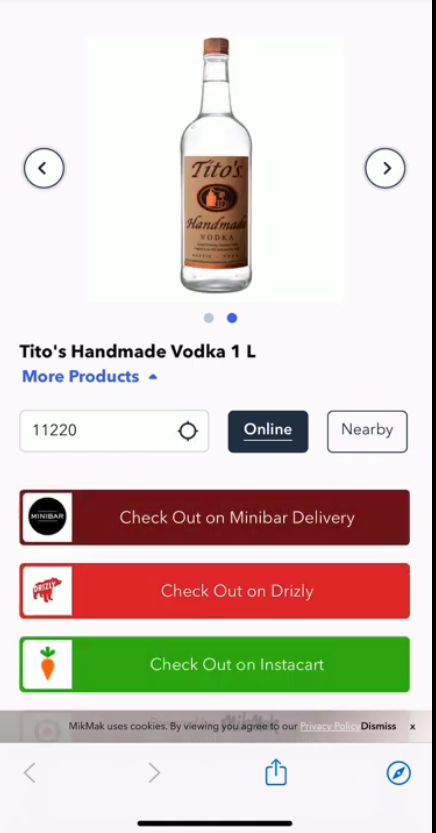 Tito's
Handmade
VODKA
Tito's Handmade Vodka 1 L
More Products
11220
Online
Nearby
MINIBAR
Check Out on Minibar Delivery
DRIZLY
Check Out on Drizly
Check Out on Instacart
MikMak
MikMak uses cookies. By viewing you agree to our Privacy Policy Dismiss x